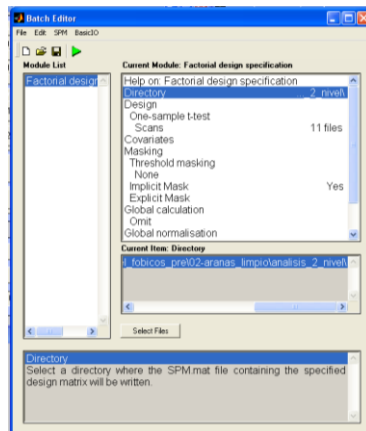 Batch Editor
File Edit SPM BasicIO
Module List
Current Module: Factorial design specification
Factorial design
Help on: Factorial design specification
Directory _2_nivel\
Design
One-sample t-test
Scans 11 files
Covariates
Masking
Threshold masking
None
Implicit Mask Yes
Explicit Mask
Global calculation
Omit
Global normalisation
Current Item: Directory
l_fobicos_pre\02-aranas_limpio\analisis_2_nivel\
Select Files
Directory
Select a directory where the SPM.mat file containing the specified
design matrix will be written.